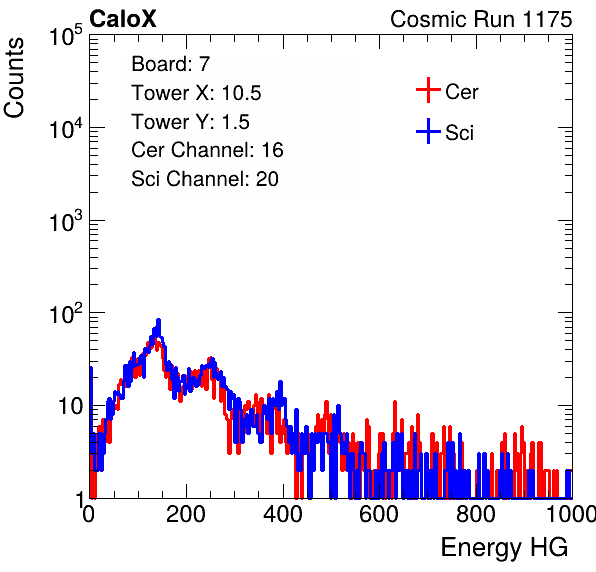 CaloX Cosmic Run 1175
Counts
10^5
10^4
10^3
10^2
10
1
Board: 7
Tower X: 10.5
Tower Y: 1.5
Cer Channel: 16
Sci Channel: 20
Cer
Sci
0 200 400 600 800 1000
Energy HG